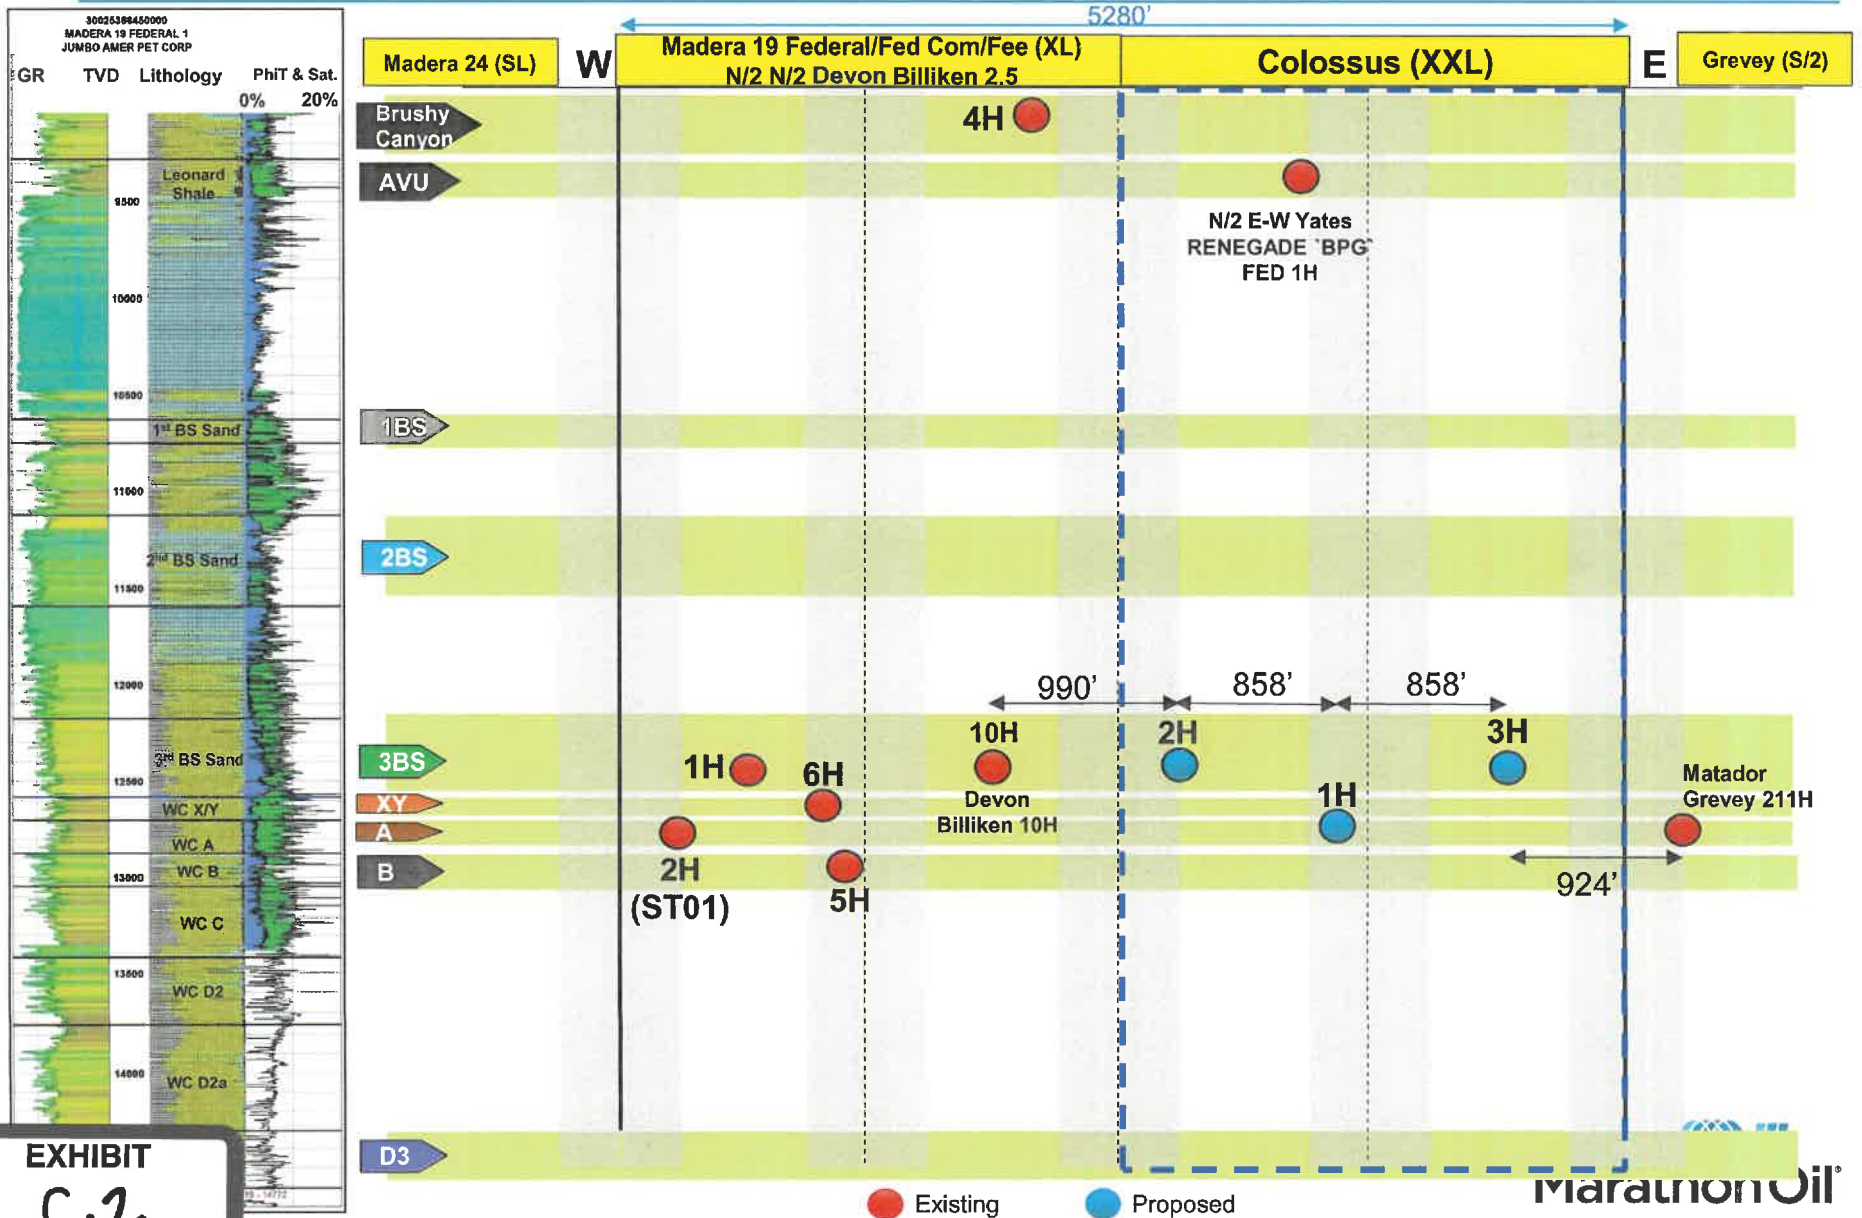 30025366450000
MADERA 19 FEDERAL 1
JUMBO AMER PET CORP
GR TVD Lithology PhiT & Sat.
0% 20%
Leonard
Shale
9500
10000
10500
1st BS Sand
11000
2nd BS Sand
11500
12000
3rd BS Sand
12500
WC X/Y
WC A
WC B
13000
WC C
13500
WC D2
14000
WC D2a
EXHIBIT
C.2.
5280'
Madera 24 (SL)
W
Madera 19 Federal/Fed Com/Fee (XL)
N/2 N/2 Devon Billiken 2.5
Colossus (XXL)
E
Grevey (S/2)
Brushy
Canyon
4H
AVU
N/2 E-W Yates
RENEGADE `BPG`
FED 1H
1BS
2BS
990' 858' 858'
3BS
1H
6H
10H
Devon
Billiken 10H
2H
1H
3H
Matador
Grevey 211H
XY
A
2H
(ST01)
B
5H
924'
D3
Existing
Proposed
Marathon Oil